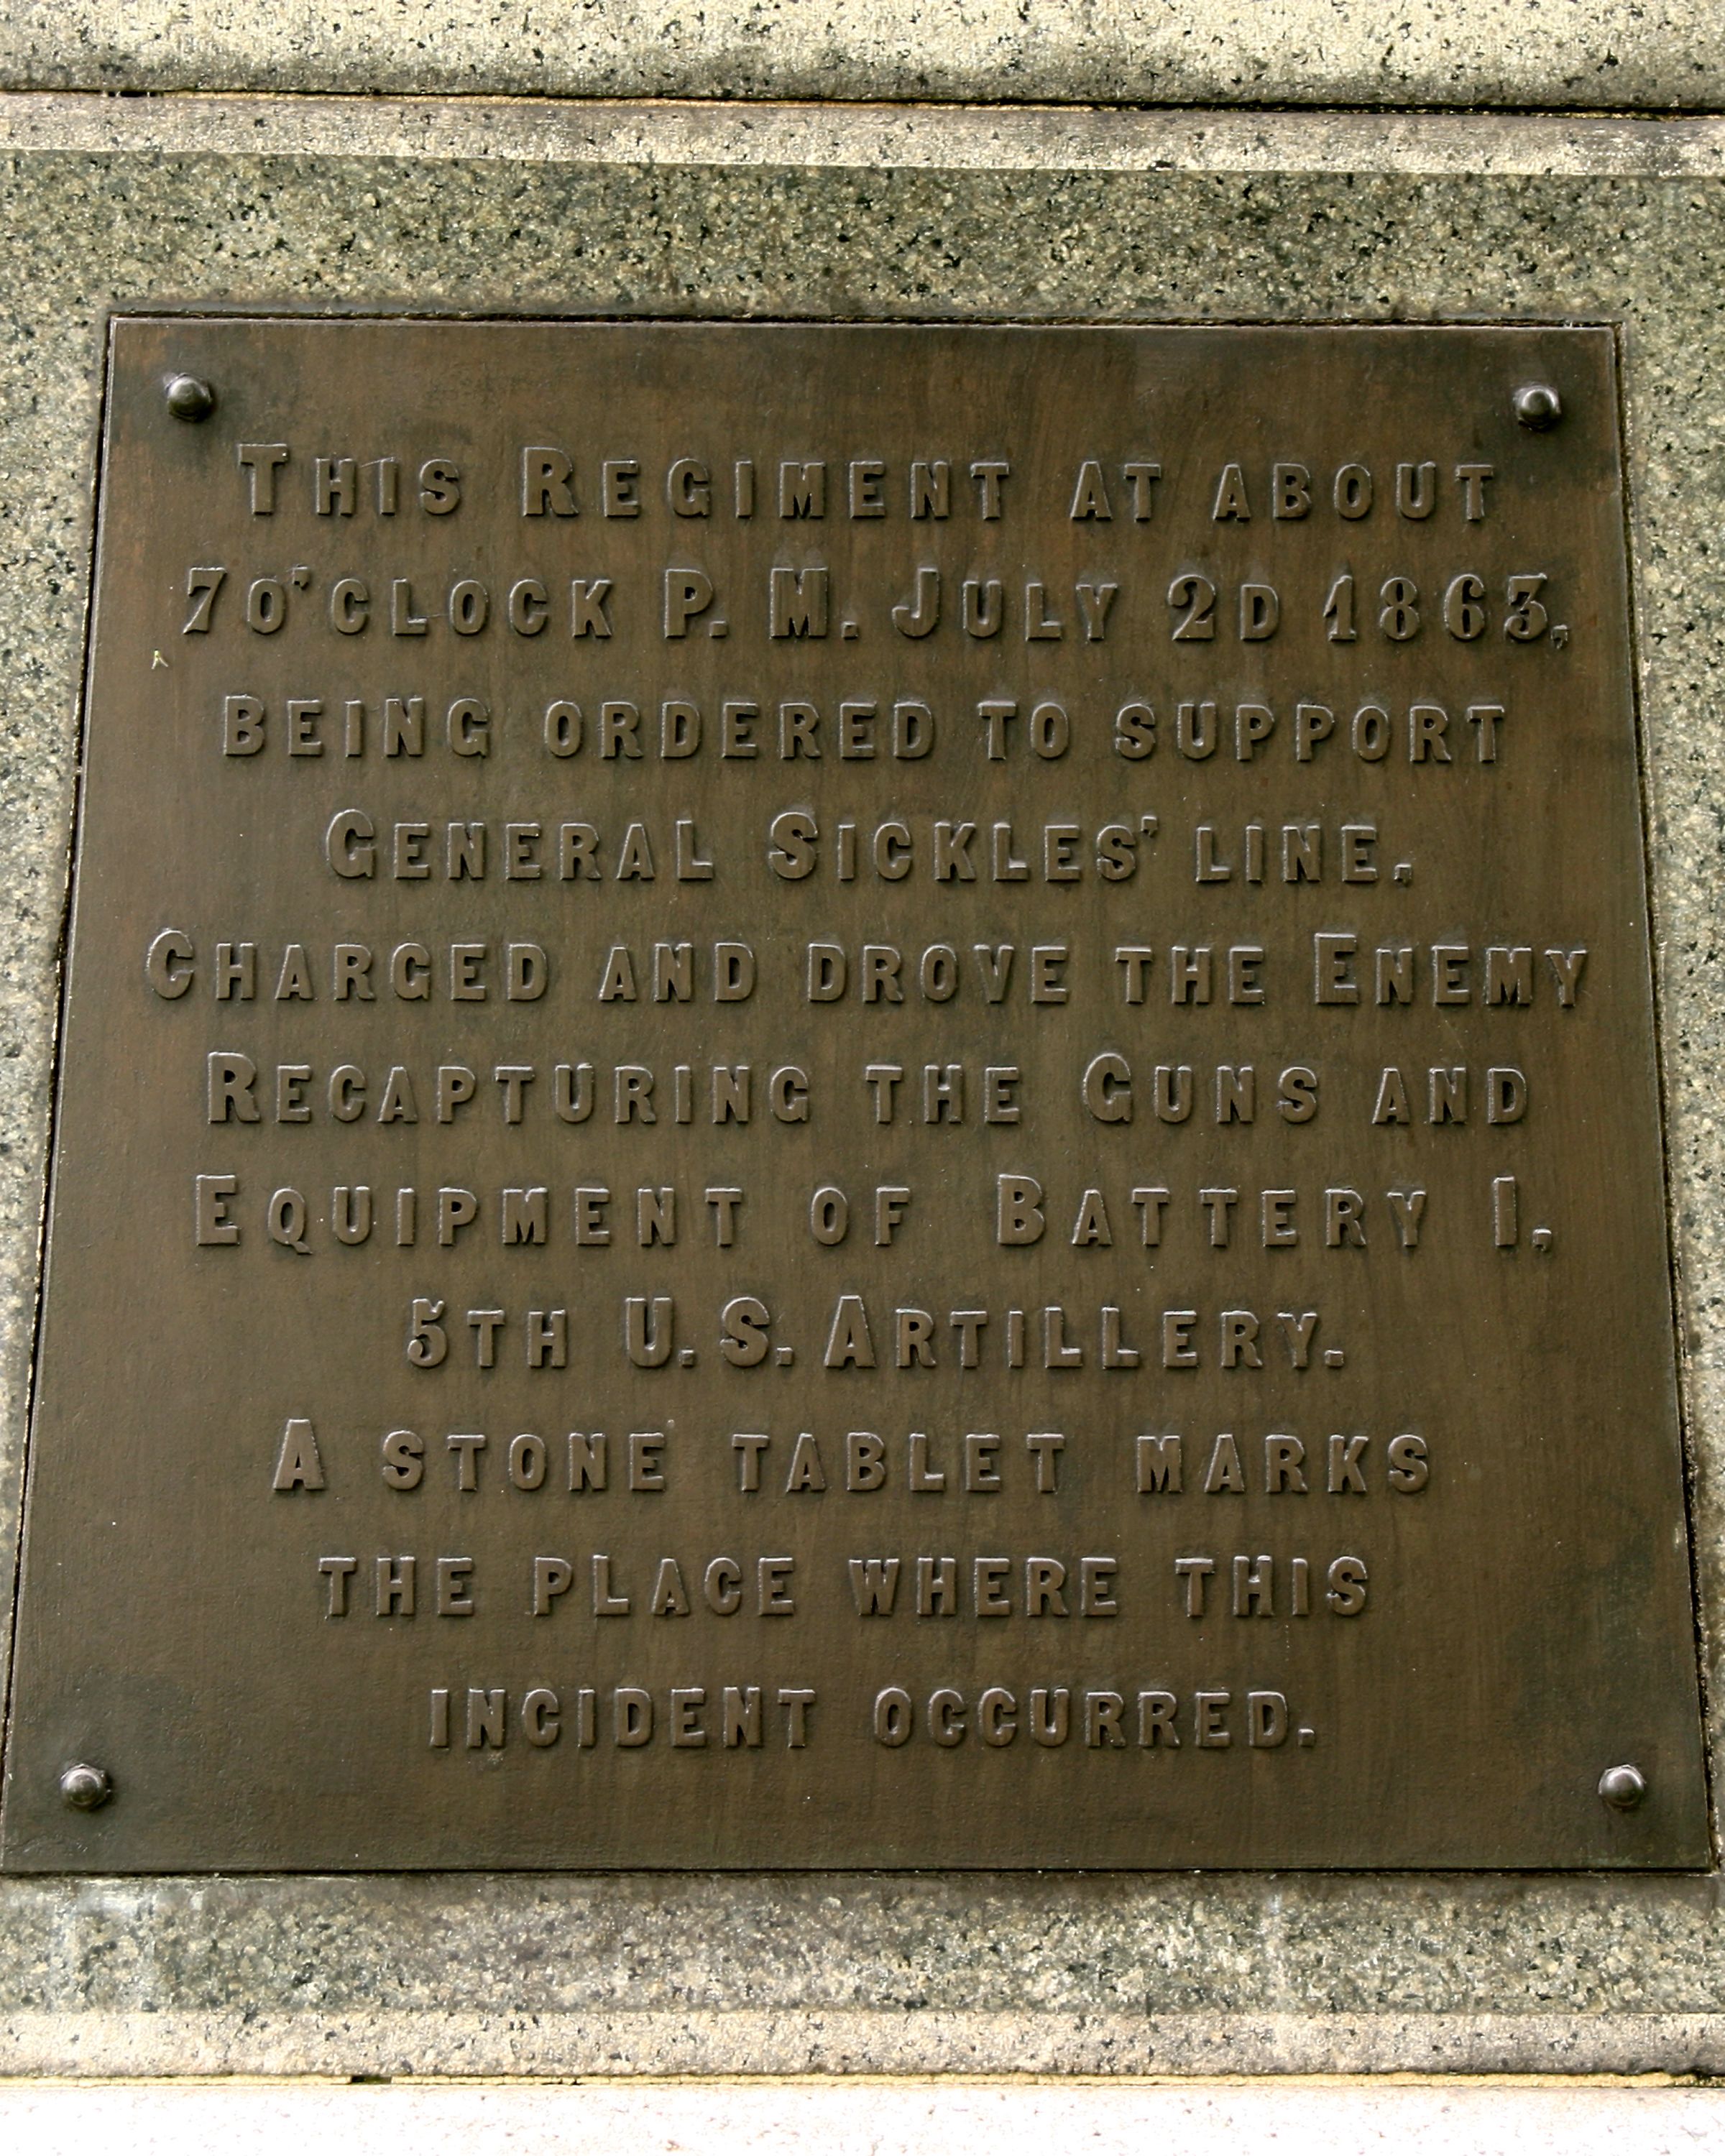 THIS REGIMENT AT ABOUT
7 O'CLOCK P. M. JULY 2D 1863,
BEING ORDERED TO SUPPORT
GENERAL SICKLES' LINE,
CHARGED AND DROVE THE ENEMY
RECAPTURING THE GUNS AND
EQUIPMENT OF BATTERY I,
5TH U.S. ARTILLERY.
A STONE TABLET MARKS
THE PLACE WHERE THIS
INCIDENT OCCURRED.